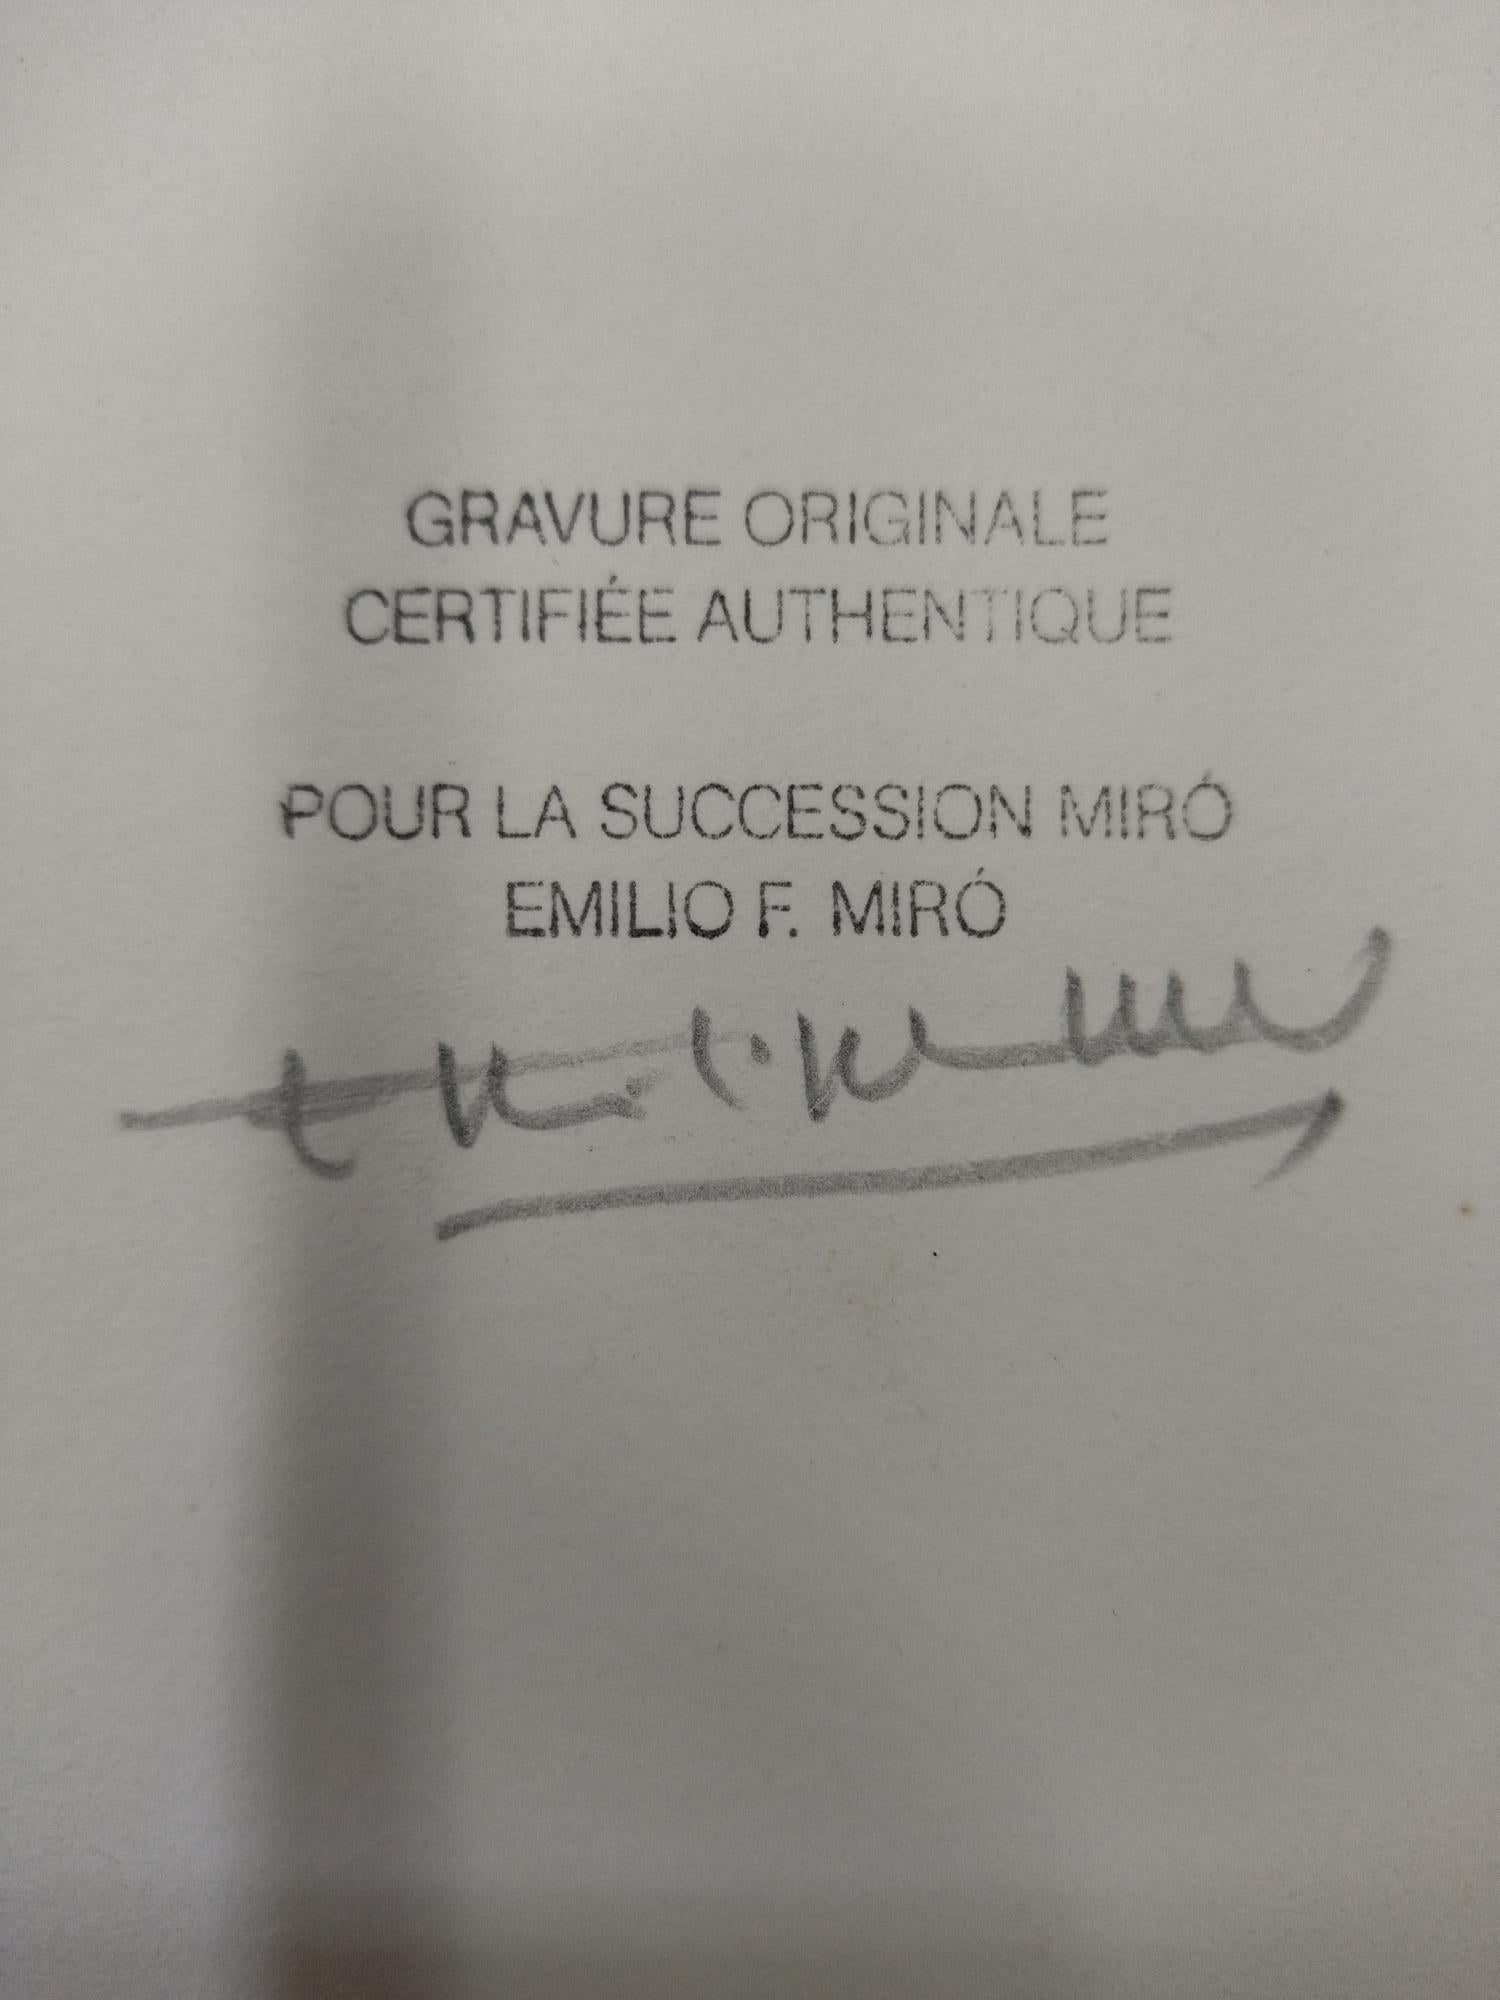 GRAVURE ORIGINALE
CERTIFIÉE AUTHENTIQUE
POUR LA SUCCESSION MIRÓ
EMILIO F. MIRÓ